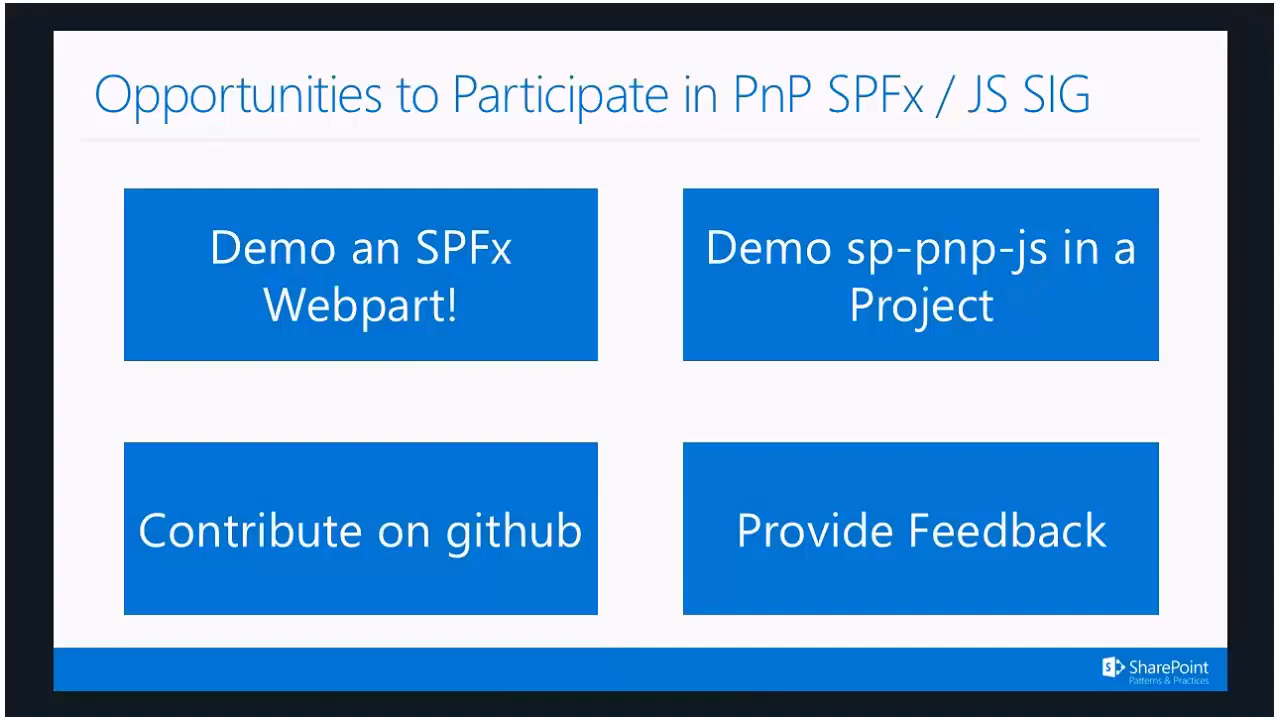 Opportunities to Participate in PnP SPFx / JS SIG
Demo an SPFx
Webpart!
Demo sp-pnp-js in a
Project
Contribute on github
Provide Feedback
SharePoint
Patterns & Practices